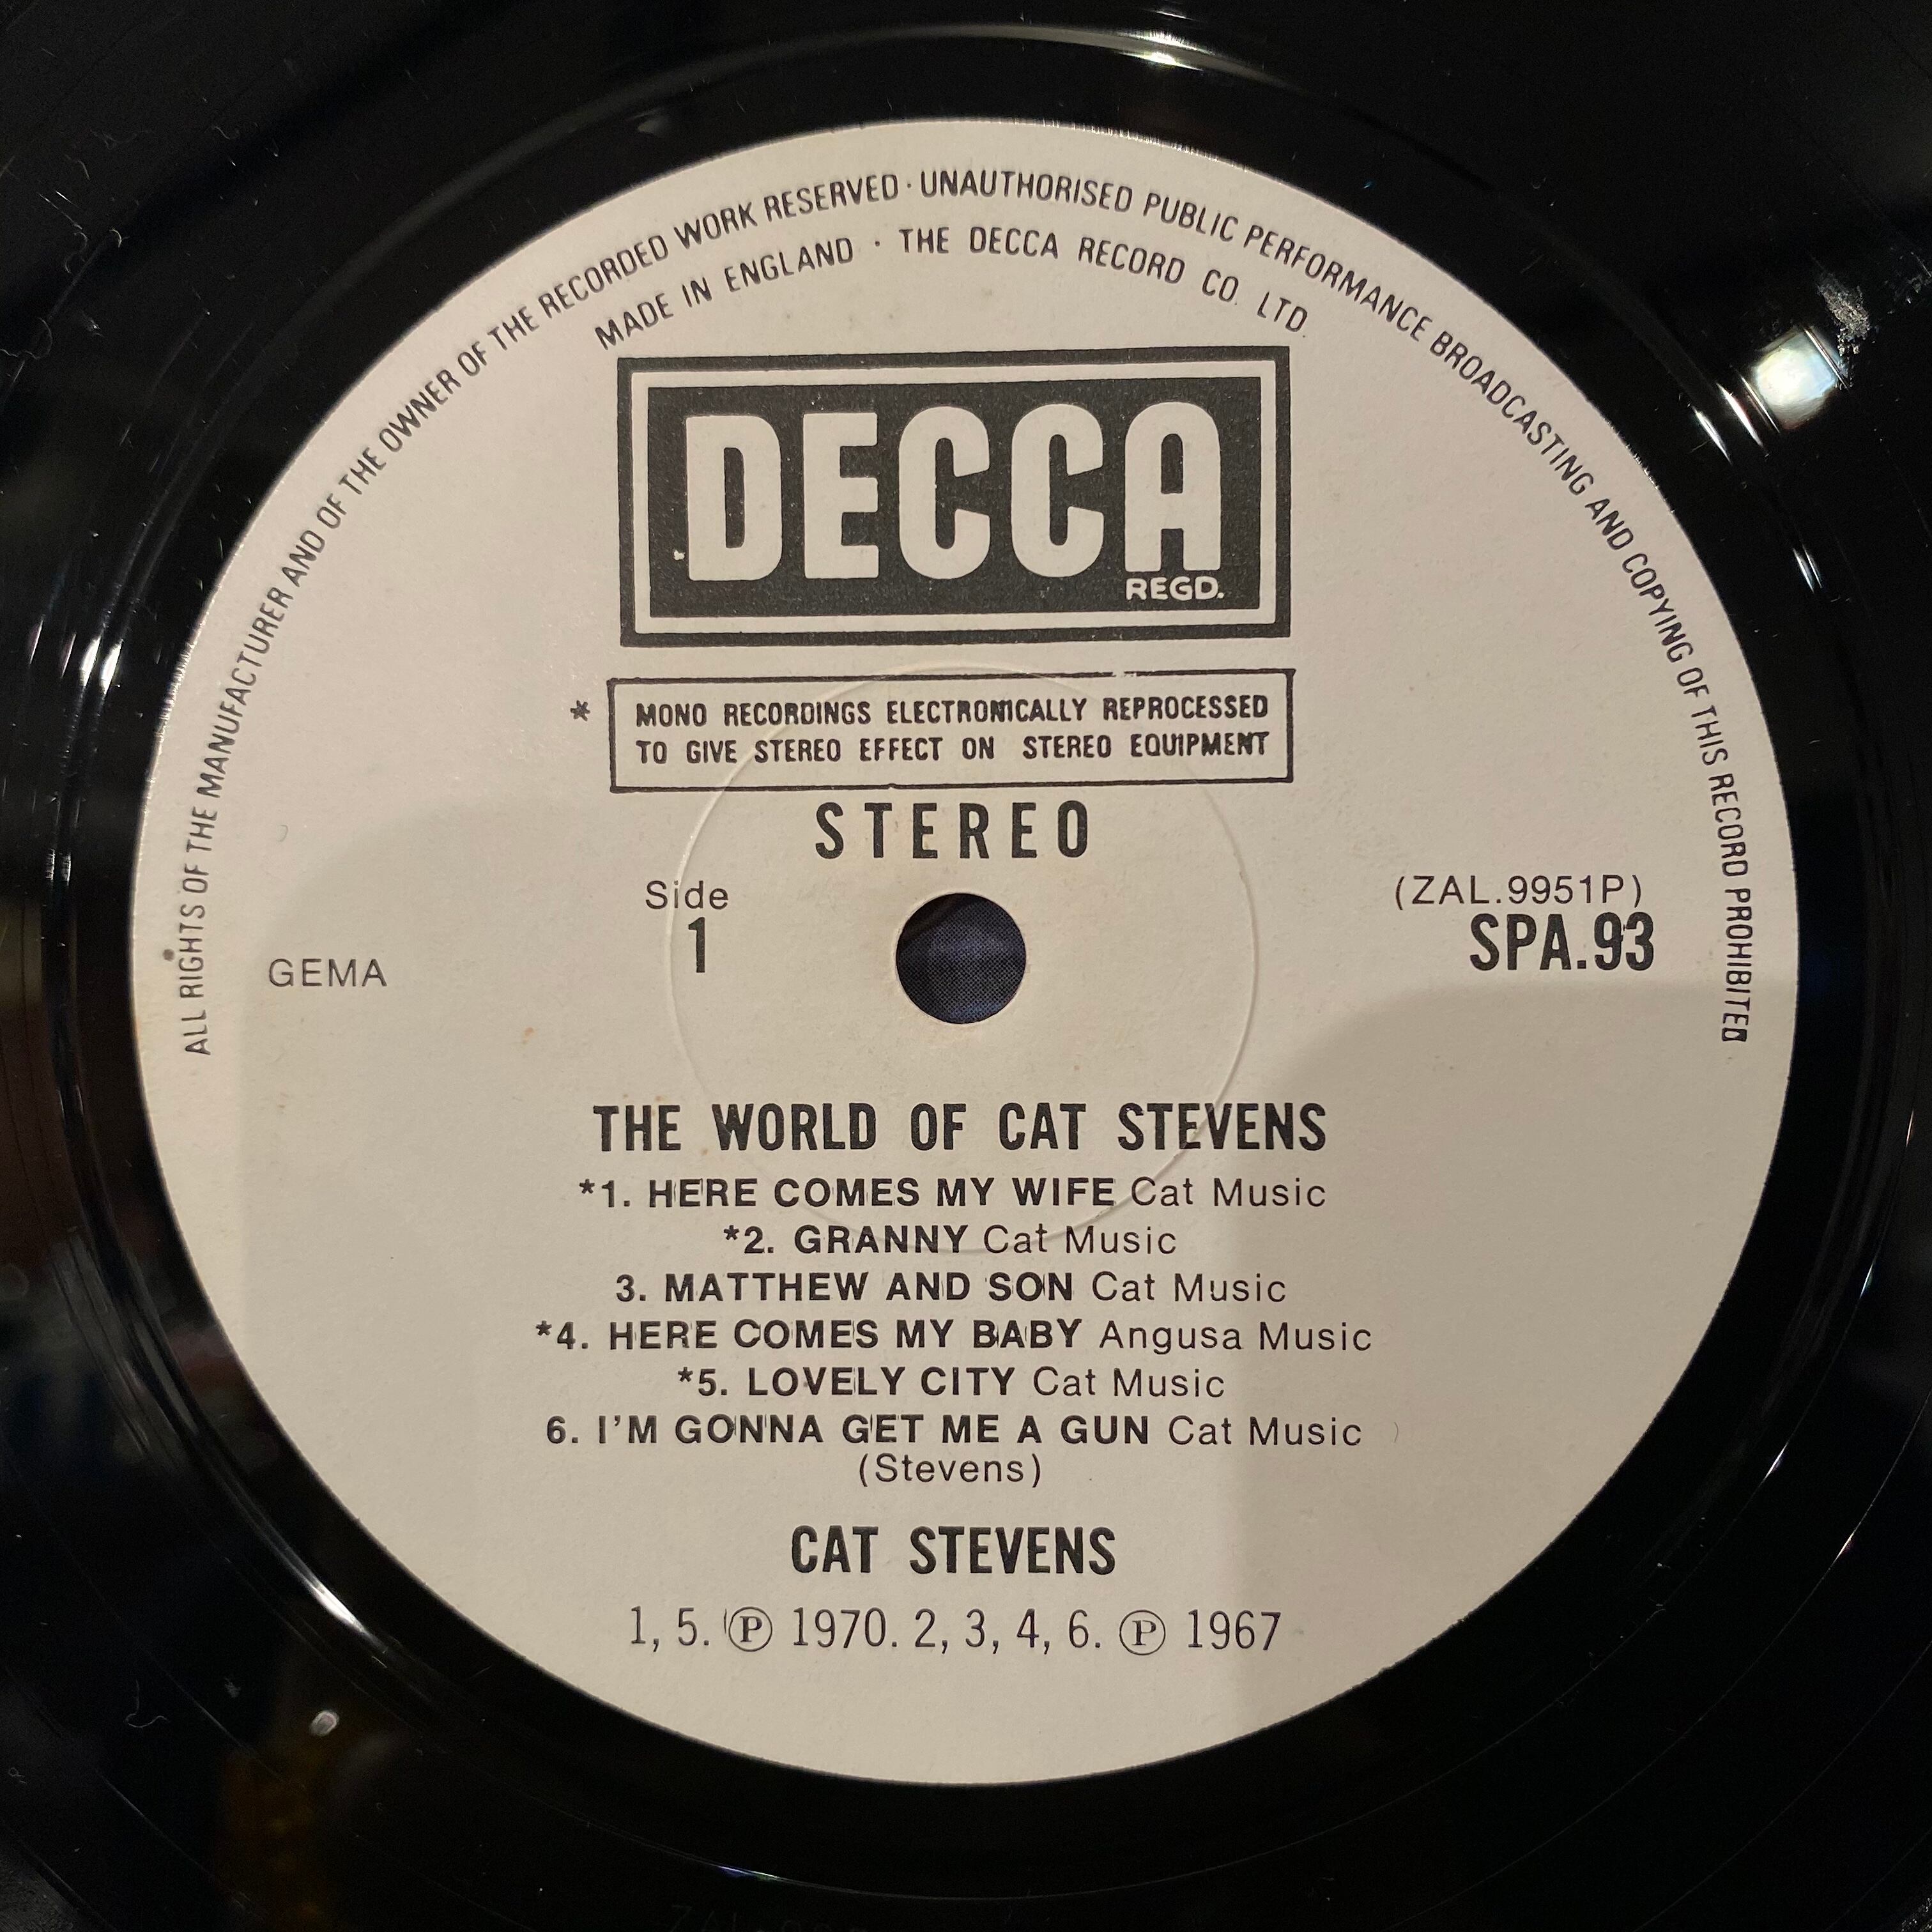 ALL RIGHTS OF THE MANUFACTURER AND OF THE OWNER OF THE RECORDED WORK RESERVED · UNAUTHORISED PUBLIC PERFORMANCE BROADCASTING AND COPYING OF THIS RECORD PROHIBITED
MADE IN ENGLAND · THE DECCA RECORD CO. LTD.
DECCA
REGD.
* MONO RECORDINGS ELECTRONICALLY REPROCESSED
TO GIVE STEREO EFFECT ON STEREO EQUIPMENT
STEREO
Side
1
(ZAL.9951P)
SPA.93
GEMA
THE WORLD OF CAT STEVENS
*1. HERE COMES MY WIFE Cat Music
*2. GRANNY Cat Music
3. MATTHEW AND SON Cat Music
*4. HERE COMES MY BABY Angusa Music
*5. LOVELY CITY Cat Music
6. I'M GONNA GET ME A GUN Cat Music
(Stevens)
CAT STEVENS
1, 5. ℗ 1970. 2, 3, 4, 6. ℗ 1967